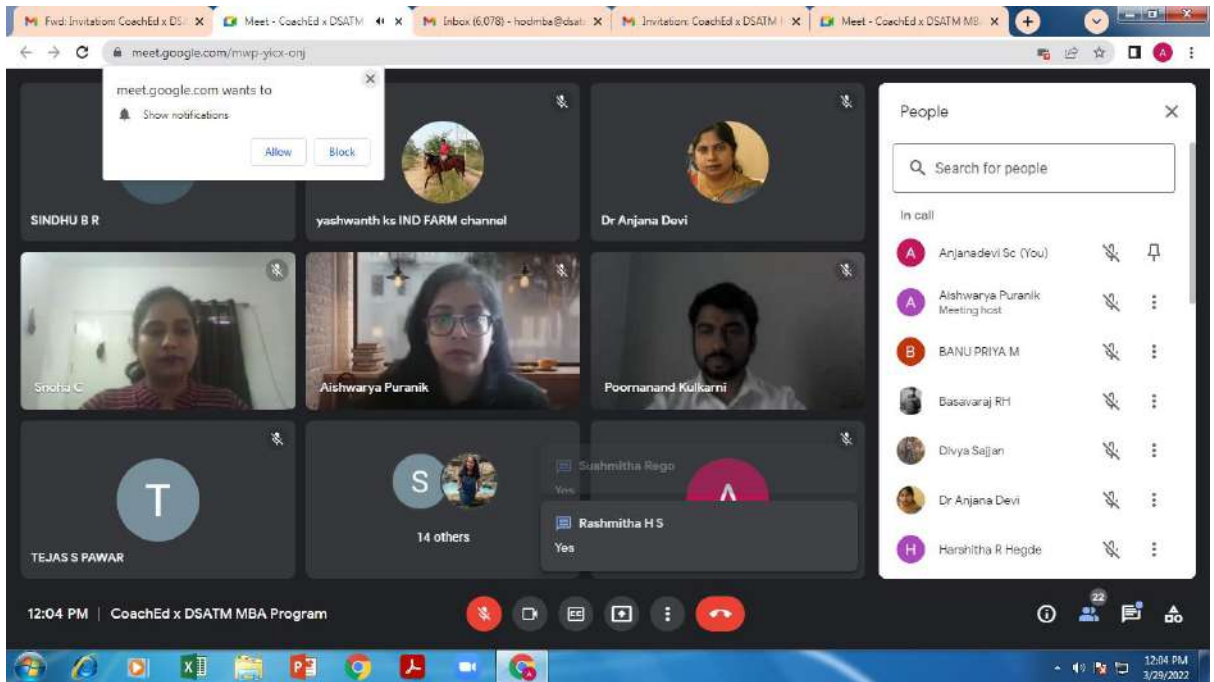 Fwd: Invitation: CoachEd x DS
Meet - CoachEd x DSATM
Inbox (6,078) - hodmba@dsat
Invitation: CoachEd x DSATM
Meet - CoachEd x DSATM MB
meet.google.com/mwp-yicx-onj
meet.google.com wants to
Show notifications
Allow
Block
SINDHU B R
yashwanth ks IND FARM channel
Dr Anjana Devi
Sneha C
Aishwarya Puranik
Poornanand Kulkarni
T
TEJAS S PAWAR
S
14 others
A
Sushmitha Rego
Yes
Rashmitha H S
Yes
People
Search for people
In call
A
Anjanadevi Sc (You)
A
Aishwarya Puranik
Meeting host
B
BANU PRIYA M
Basavaraj RH
Divya Sajjan
Dr Anjana Devi
H
Harshitha R Hegde
12:04 PM | CoachEd x DSATM MBA Program
CC
22
12:04 PM
3/29/2022